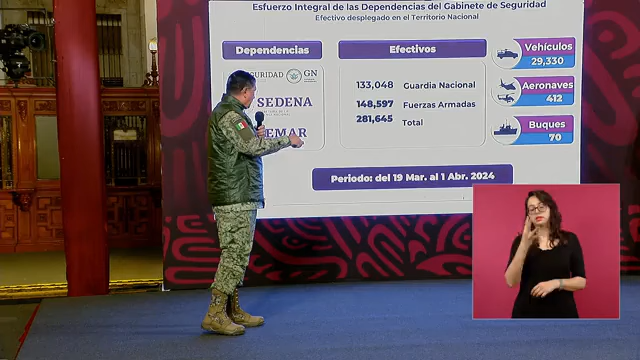 Esfuerzo Integral de las Dependencias del Gabinete de Seguridad
Efectivo desplegado en el Territorio Nacional
Dependencias
GN
SEDENA
Efectivos
133,048 Guardia Nacional
148,597 Fuerzas Armadas
281,645 Total
Vehículos
29,330
Aeronaves
412
Buques
70
Periodo: del 19 Mar. al 1 Abr. 2024